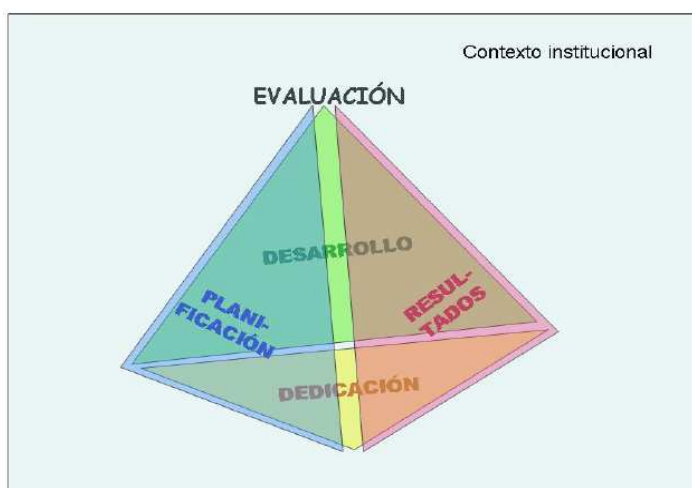 Contexto institucional
EVALUACIÓN
DESARROLLO
PLANI-
FICACIÓN
RESUL-
TADOS
DEDICACIÓN